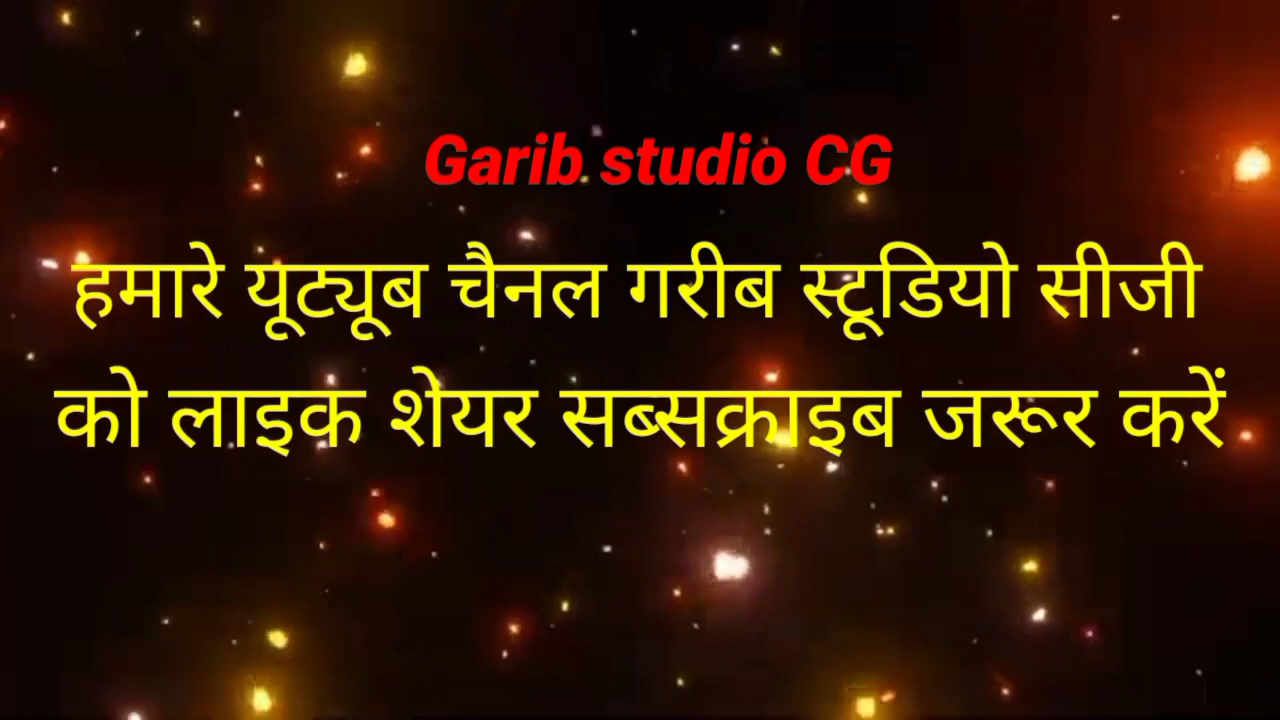 Garib studio CG
हमारे यूट्यूब चैनल गरीब स्टूडियो सीजी
को लाइक शेयर सब्सक्राइब जरूर करें